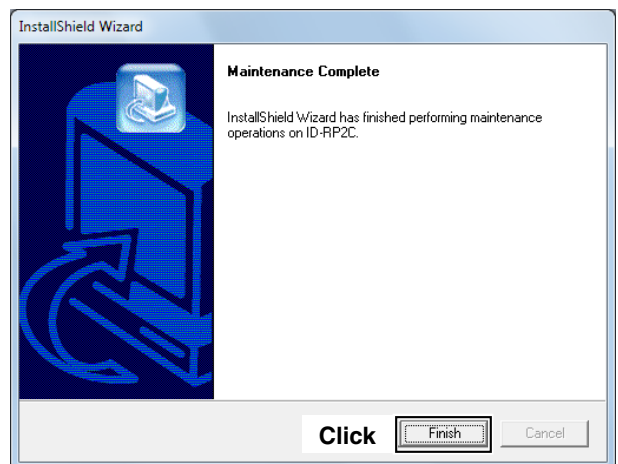 InstallShield Wizard
Maintenance Complete
InstallShield Wizard has finished performing maintenance
operations on ID-RP2C.
Click
Finish
Cancel